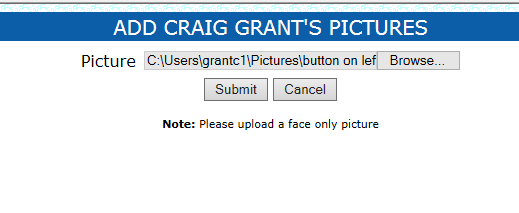 ADD CRAIG GRANT'S PICTURES
Picture C:\Users\grantc1\Pictures\button on lef Browse...
Submit Cancel
Note: Please upload a face only picture